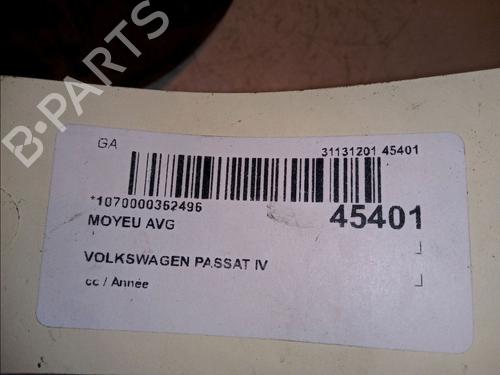 GA
31131201 45401
*1070000362496
45401
MOYEU AVG
VOLKSWAGEN PASSAT IV
cc / Année
B-PARTS